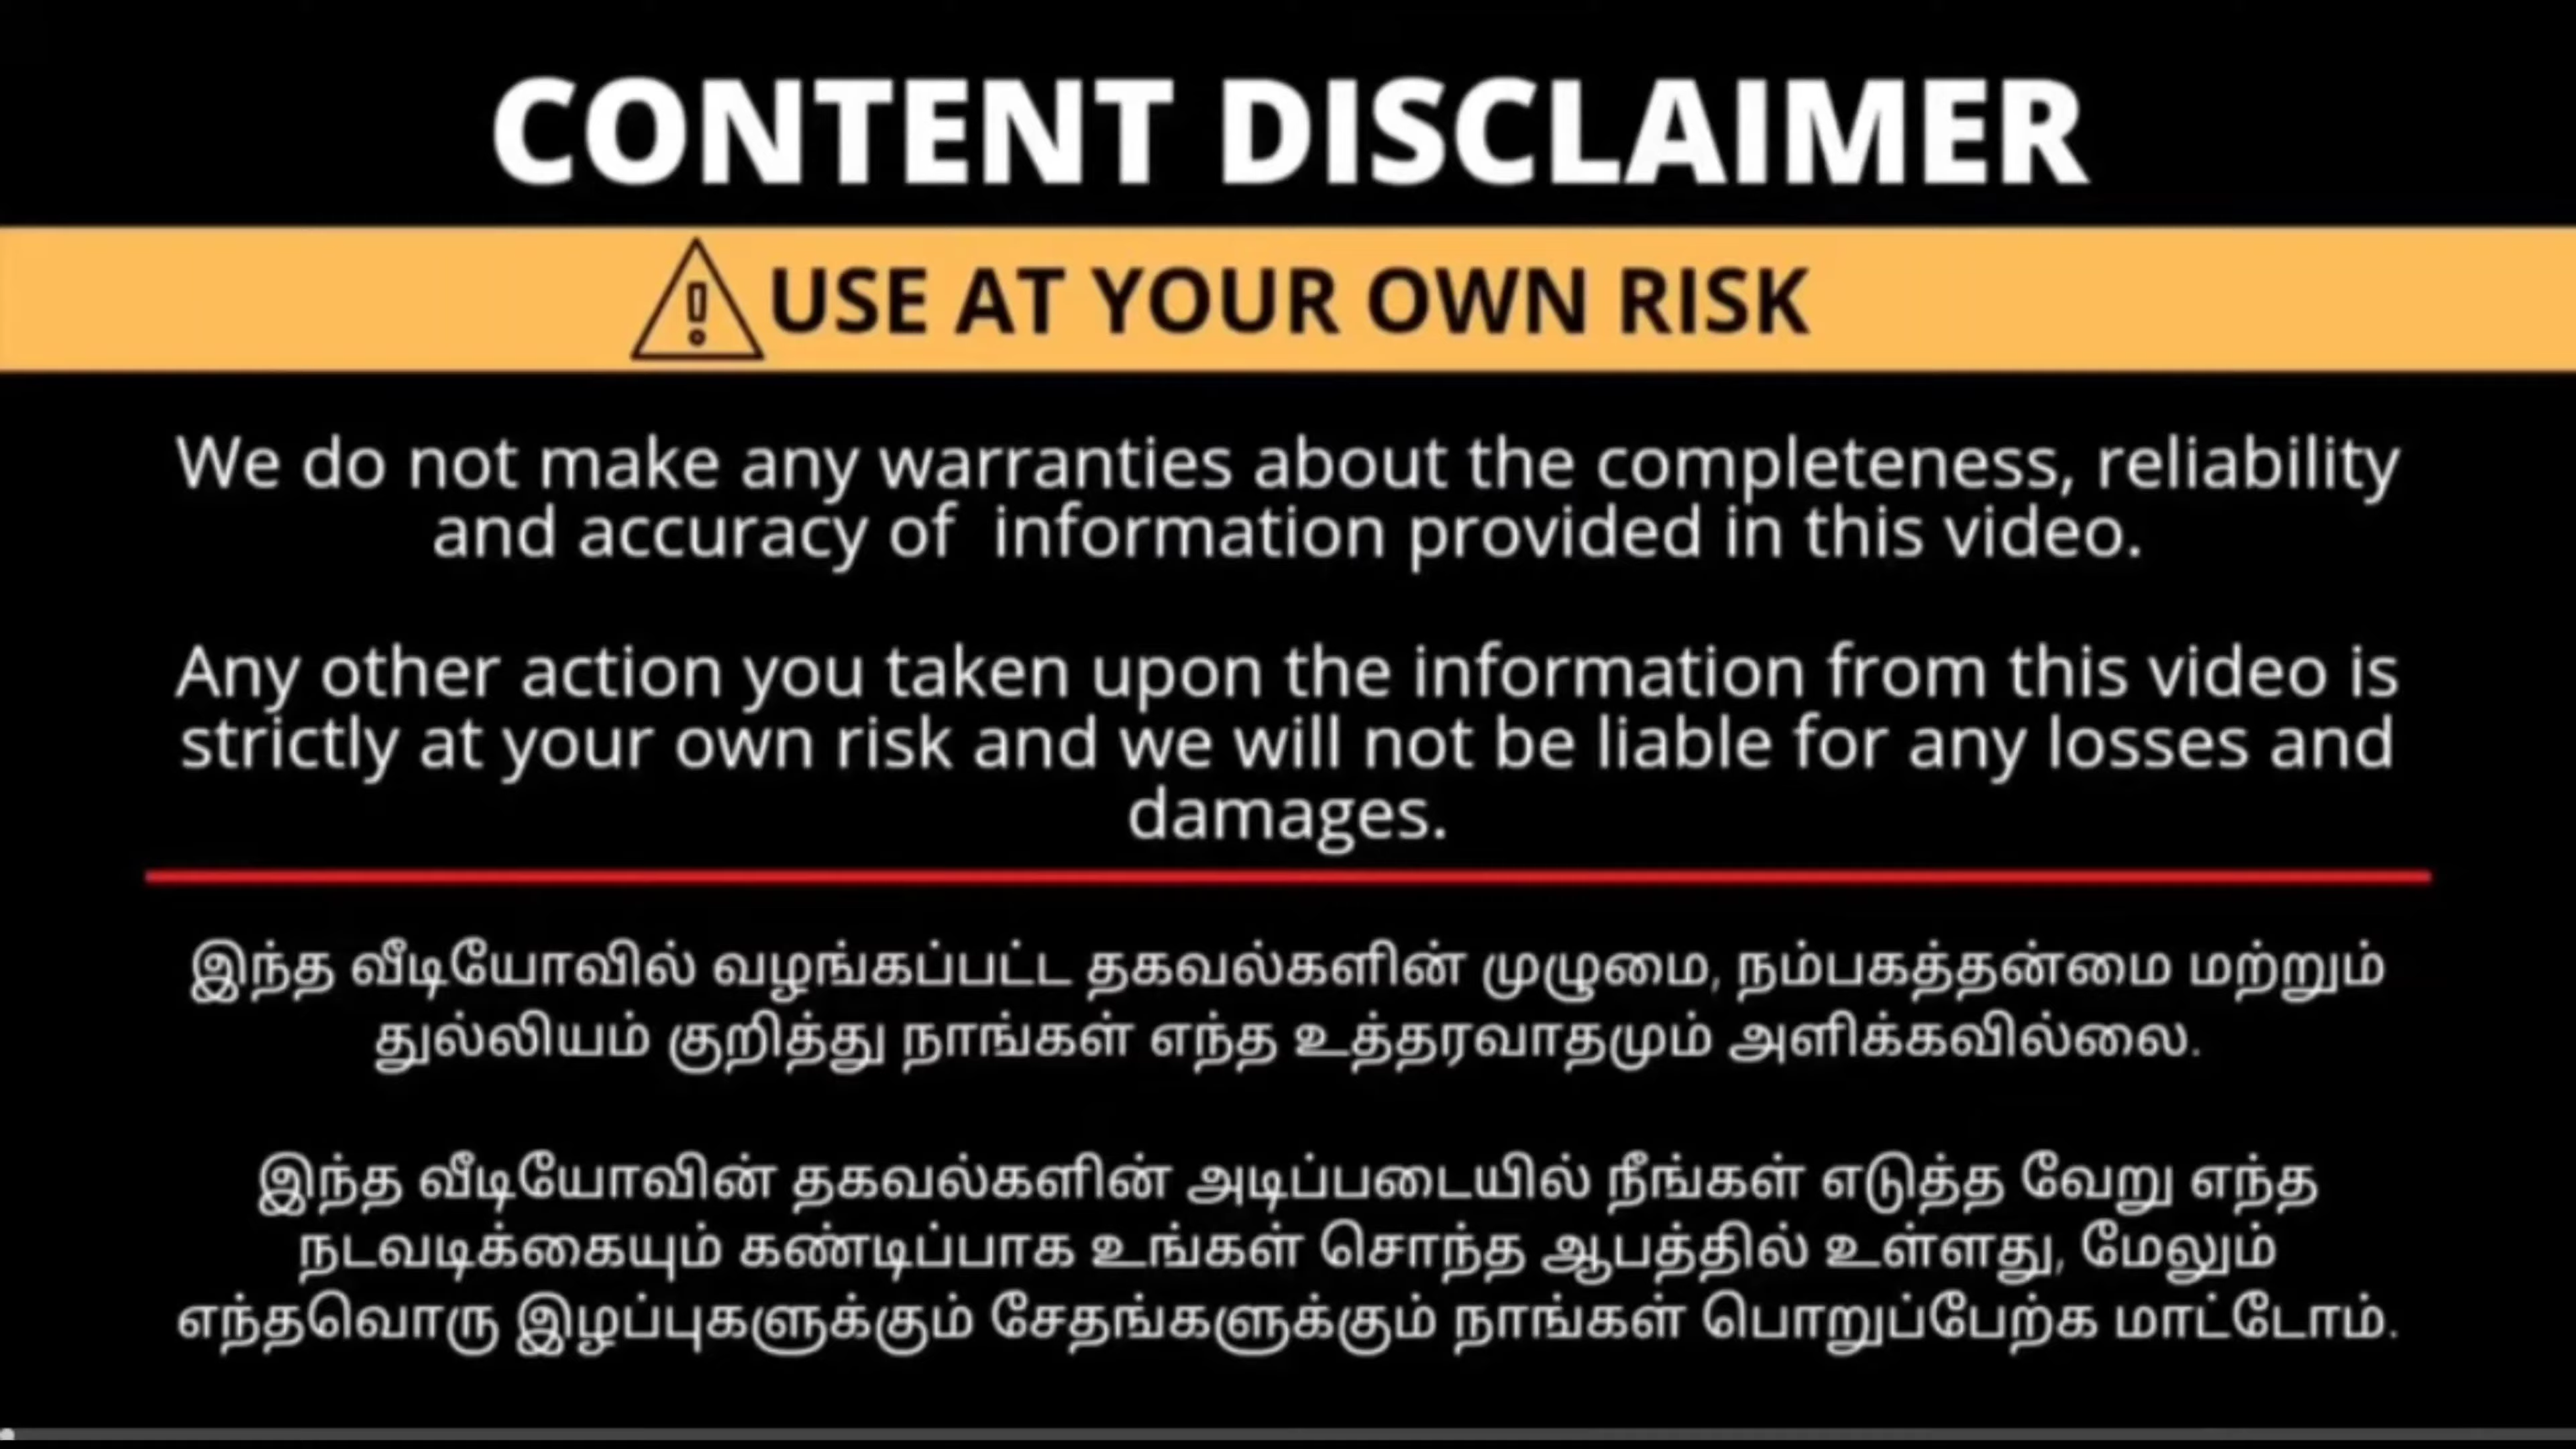 CONTENT DISCLAIMER
USE AT YOUR OWN RISK
We do not make any warranties about the completeness, reliability
and accuracy of information provided in this video.
Any other action you taken upon the information from this video is
strictly at your own risk and we will not be liable for any losses and
damages.
இந்த வீடியோவில் வழங்கப்பட்ட தகவல்களின் முழுமை, நம்பகத்தன்மை மற்றும்
துல்லியம் குறித்து நாங்கள் எந்த உத்தரவாதமும் அளிக்கவில்லை.
இந்த வீடியோவின் தகவல்களின் அடிப்படையில் நீங்கள் எடுத்த வேறு எந்த
நடவடிக்கையும் கண்டிப்பாக உங்கள் சொந்த ஆபத்தில் உள்ளது, மேலும்
எந்தவொரு இழப்புகளுக்கும் சேதங்களுக்கும் நாங்கள் பொறுப்பேற்க மாட்டோம்.